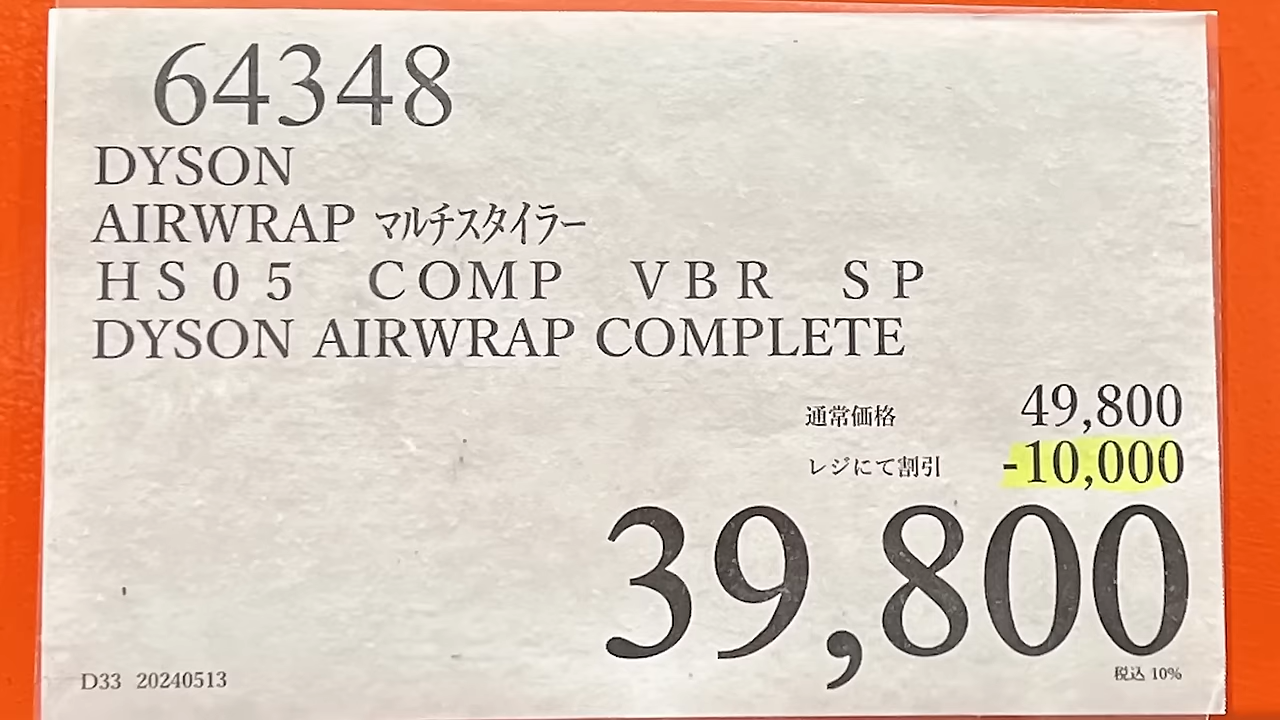 64348
DYSON
AIRWRAP マルチスタイラー
HS05 COMP VBR SP
DYSON AIRWRAP COMPLETE
通常価格 49,800
レジにて割引 -10,000
39,800
D33 20240513 税込 10%